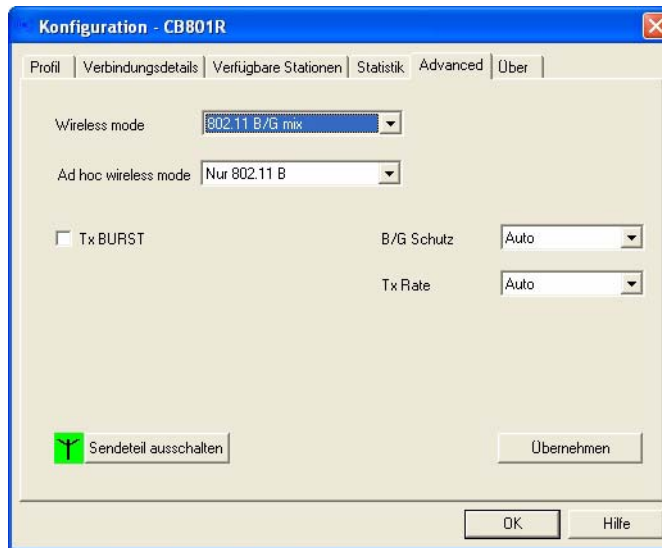 Konfiguration - CB801R
Profil Verbindungsdetails Verfügbare Stationen Statistik Advanced Über
Wireless mode 802.11 B/G mix
Ad hoc wireless mode Nur 802.11 B
Tx BURST B/G Schutz Auto
Tx Rate Auto
Sendeteil ausschalten Übernehmen
OK Hilfe